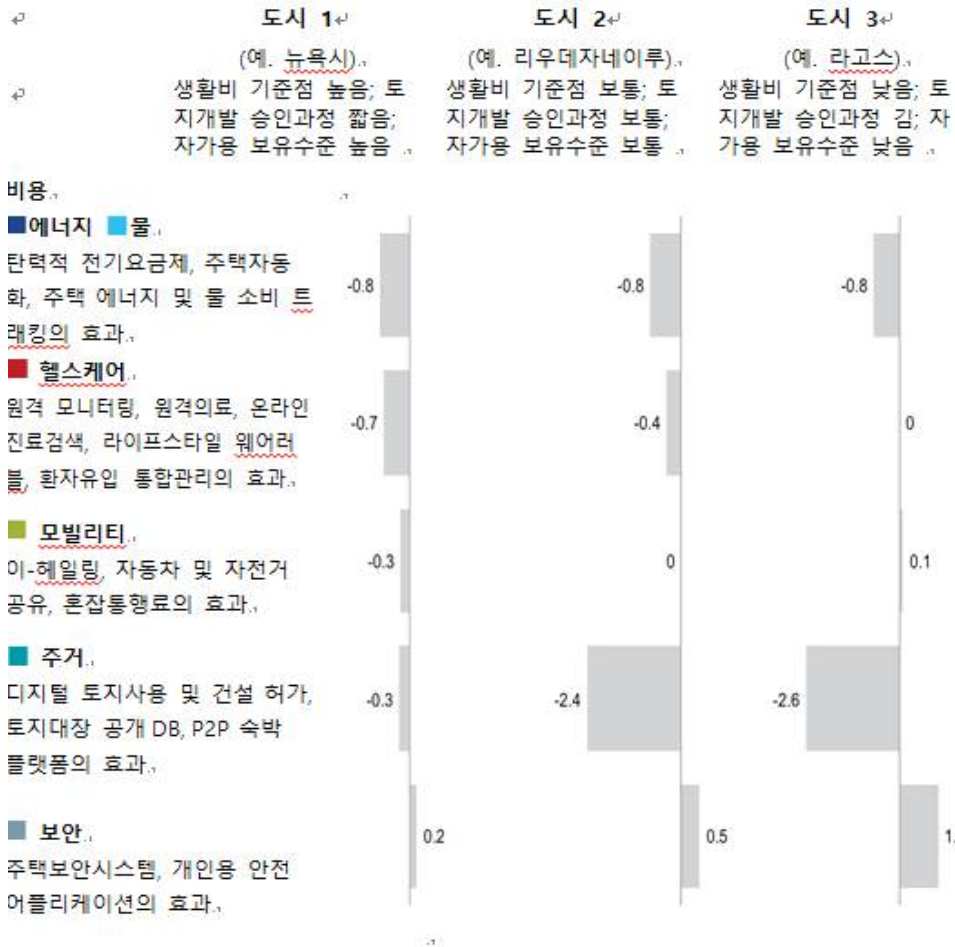 도시 1
도시 2
도시 3
(예. 뉴욕시)
(예. 리우데자네이루)
(예. 라고스)
생활비 기준점 높음; 토
지개발 승인과정 짧음;
자가용 보유수준 높음
생활비 기준점 보통; 토
지개발 승인과정 보통;
자가용 보유수준 보통
생활비 기준점 낮음; 토
지개발 승인과정 김; 자
가용 보유수준 낮음
비용
에너지 물
탄력적 전기요금제, 주택자동
화, 주택 에너지 및 물 소비 트
래킹의 효과
-0.8
-0.8
-0.8
헬스케어
원격 모니터링, 원격의료, 온라인
진료검색, 라이프스타일 웨어러
블, 환자유입 통합관리의 효과
-0.7
-0.4
0
모빌리티
이-헤일링, 자동차 및 자전거
공유, 혼잡통행료의 효과
-0.3
0
0.1
주거
디지털 토지사용 및 건설 허가,
토지대장 공개 DB, P2P 숙박
플랫폼의 효과
-0.3
-2.4
-2.6
보안
주택보안시스템, 개인용 안전
어플리케이션의 효과
0.2
0.5